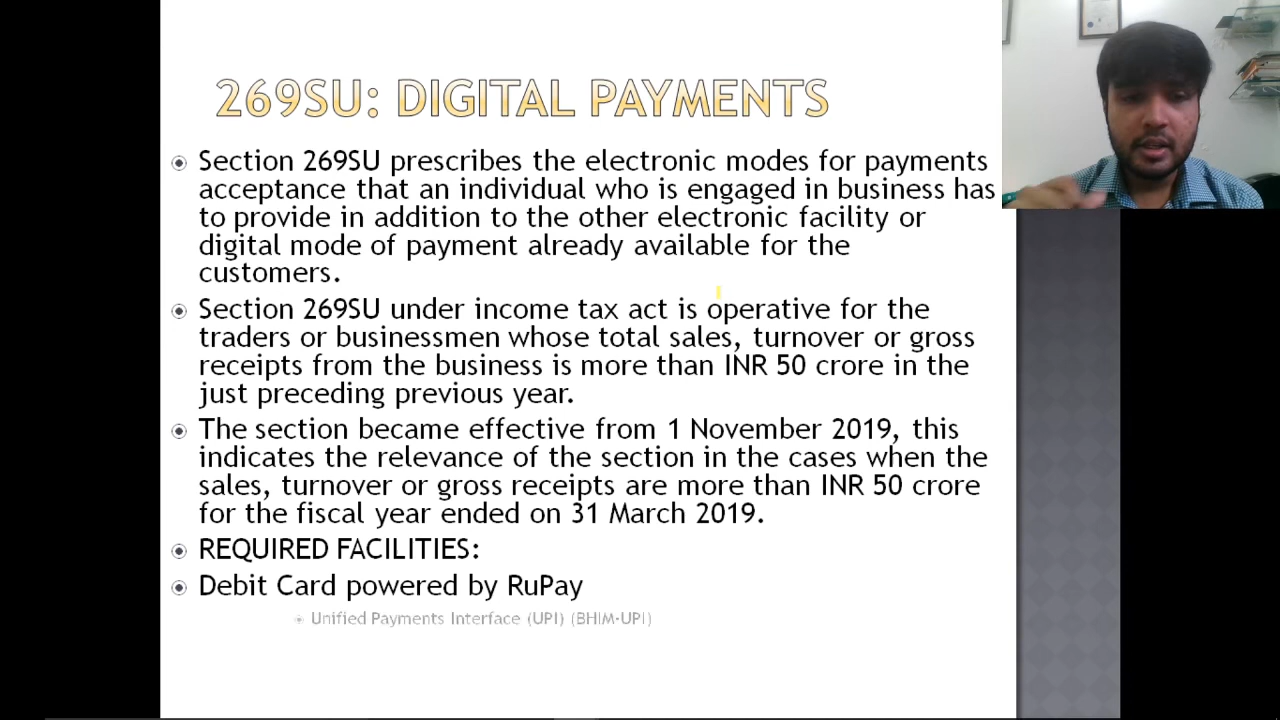 269SU: DIGITAL PAYMENTS
Section 269SU prescribes the electronic modes for payments
acceptance that an individual who is engaged in business has
to provide in addition to the other electronic facility or
digital mode of payment already available for the
customers.
Section 269SU under income tax act is operative for the
traders or businessmen whose total sales, turnover or gross
receipts from the business is more than INR 50 crore in the
just preceding previous year.
The section became effective from 1 November 2019, this
indicates the relevance of the section in the cases when the
sales, turnover or gross receipts are more than INR 50 crore
for the fiscal year ended on 31 March 2019.
REQUIRED FACILITIES:
Debit Card powered by RuPay
Unified Payments Interface (UPI) (BHIM-UPI)